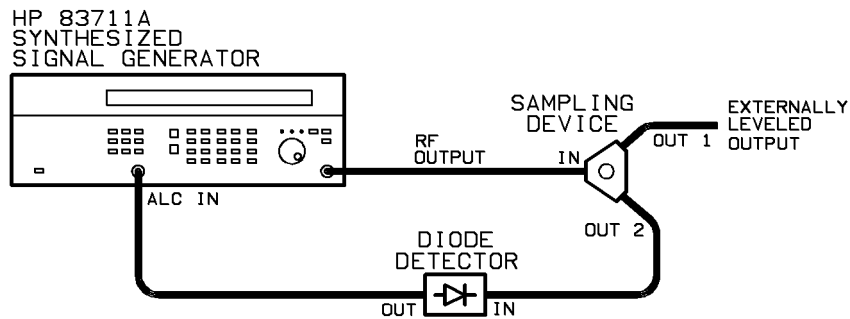 HP 83711A
SYNTHESIZED
SIGNAL GENERATOR
SAMPLING
DEVICE
EXTERNALLY
LEVELED
OUTPUT
OUT 1
RF
OUTPUT
IN
ALC IN
OUT 2
DIODE
DETECTOR
OUT
IN